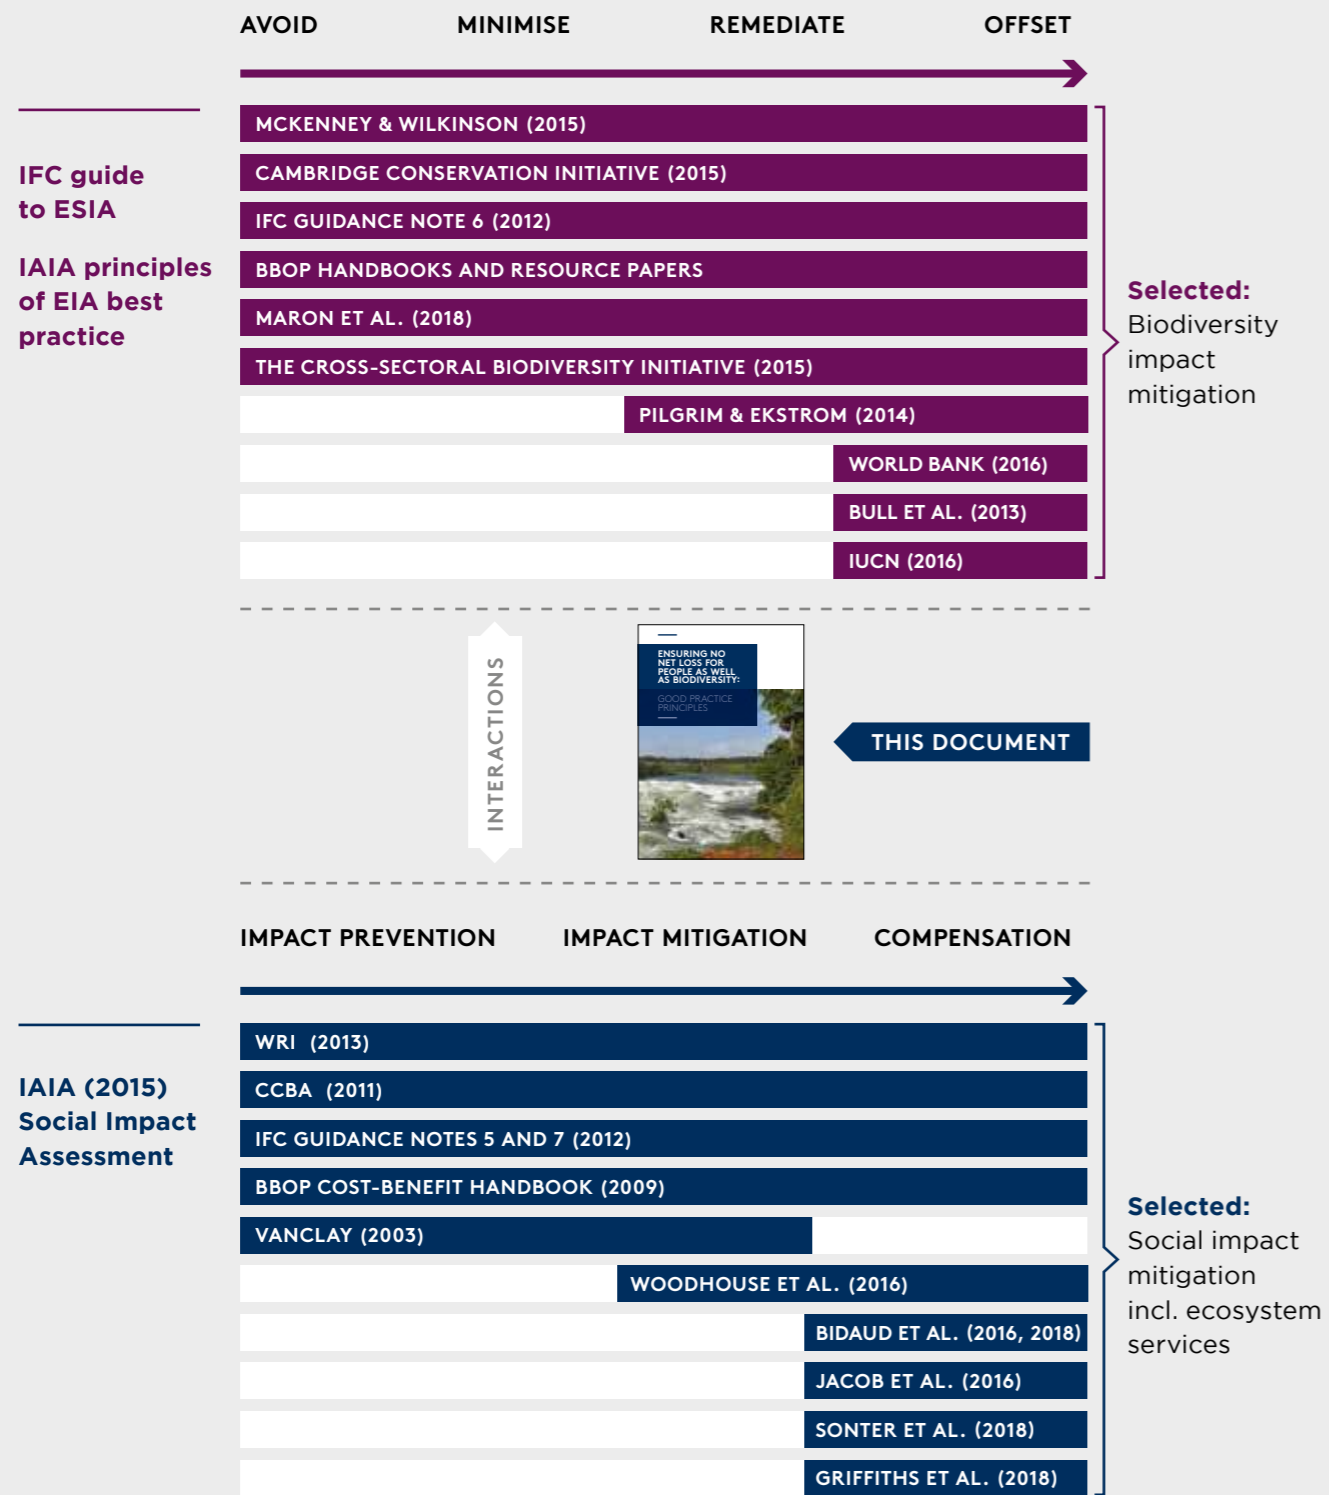 AVOID MINIMISE REMEDIATE OFFSET
IFC guide
to ESIA
IAIA principles
of EIA best
practice
MCKENNEY & WILKINSON (2015)
CAMBRIDGE CONSERVATION INITIATIVE (2015)
IFC GUIDANCE NOTE 6 (2012)
BBOP HANDBOOKS AND RESOURCE PAPERS
MARON ET AL. (2018)
THE CROSS-SECTORAL BIODIVERSITY INITIATIVE (2015)
PILGRIM & EKSTROM (2014)
WORLD BANK (2016)
BULL ET AL. (2013)
IUCN (2016)
Selected:
Biodiversity
impact
mitigation
INTERACTIONS
ENSURING NO
NET LOSS FOR
PEOPLE AS WELL
AS BIODIVERSITY:
GOOD PRACTICE
PRINCIPLES
THIS DOCUMENT
IMPACT PREVENTION IMPACT MITIGATION COMPENSATION
IAIA (2015)
Social Impact
Assessment
WRI (2013)
CCBA (2011)
IFC GUIDANCE NOTES 5 AND 7 (2012)
BBOP COST-BENEFIT HANDBOOK (2009)
VANCLAY (2003)
WOODHOUSE ET AL. (2016)
BIDAUD ET AL. (2016, 2018)
JACOB ET AL. (2016)
SONTER ET AL. (2018)
GRIFFITHS ET AL. (2018)
Selected:
Social impact
mitigation
incl. ecosystem
services